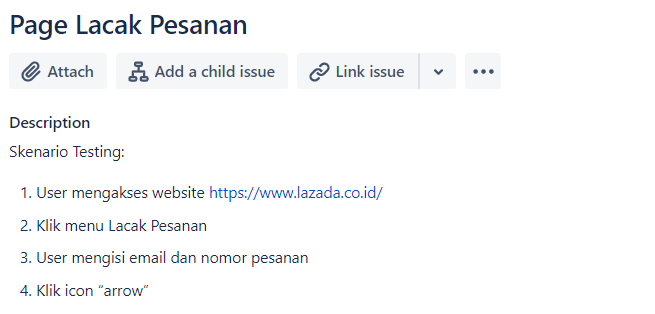 Page Lacak Pesanan
Attach
Add a child issue
Link issue
Description
Skenario Testing:
1. User mengakses website https://www.lazada.co.id/
2. Klik menu Lacak Pesanan
3. User mengisi email dan nomor pesanan
4. Klik icon “arrow”